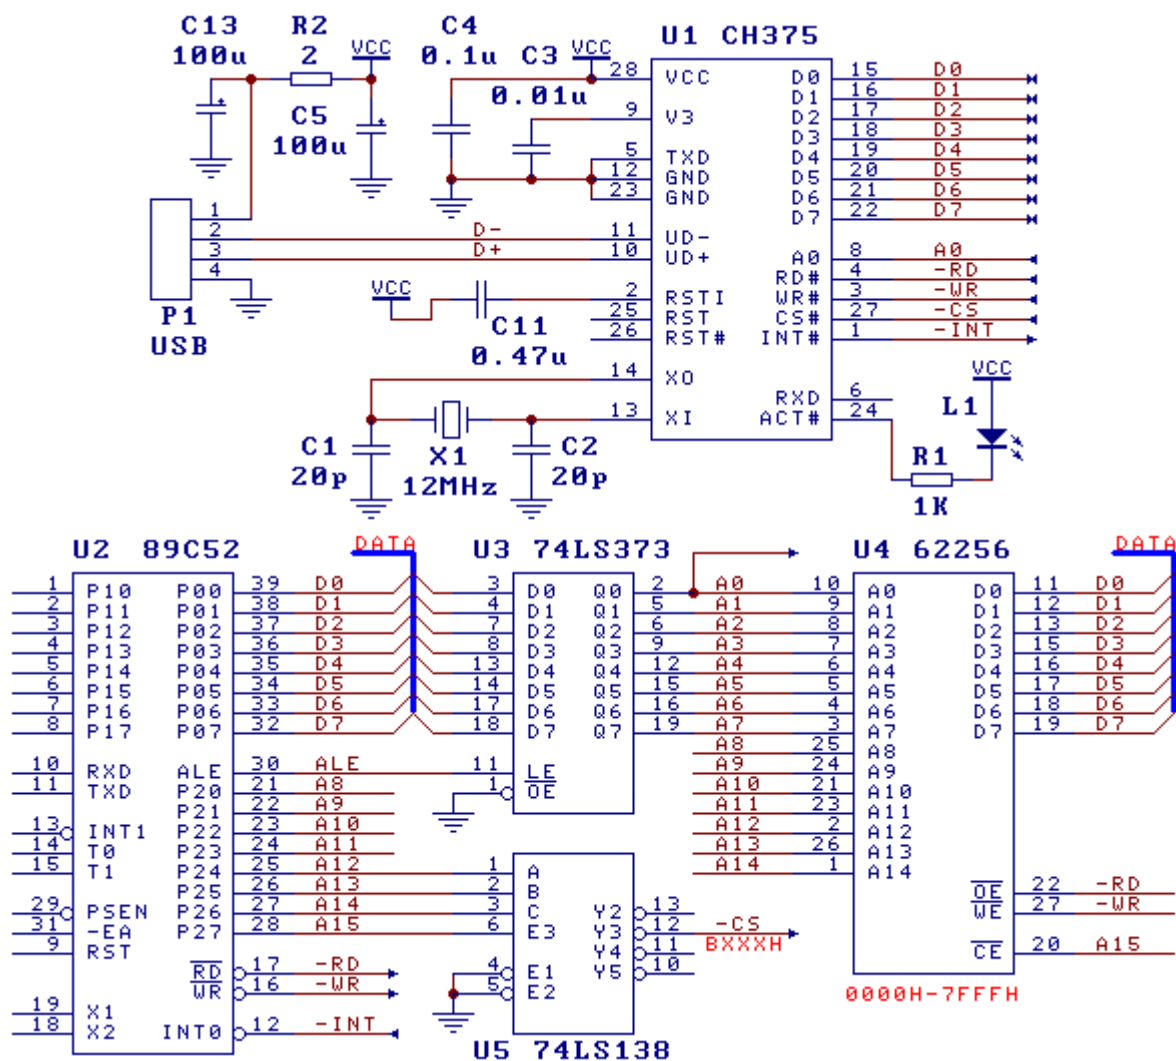 C13 R2 VCC C4 VCC U1 CH375
100u 2 0.1u C3
0.01u
C5
100u
28 VCC D0 15 D0
D1 16 D1
9 V3 D2 17 D2
D3 18 D3
5 TXD D4 19 D4
12 GND D5 20 D5
23 GND D6 21 D6
D7 22 D7
1
2 D- 11 UD-
3 D+ 10 UD+ A0 8 A0
4 RD# 4 -RD
VCC 2 RSTI WR# 3 -WR
P1 C11 25 RST CS# 27 -CS
USB 0.47u 26 RST# INT# 1 -INT
14 XO VCC
RXD 6
13 XI ACT# 24 L1
C1 X1 C2 R1
20p 12MHz 20p 1K
U2 89C52 DATA U3 74LS373 U4 62256 DATA
1 P10 P00 39 D0 3 D0 Q0 2 A0 10 A0 D0 11 D0
2 P11 P01 38 D1 4 D1 Q1 5 A1 9 A1 D1 12 D1
3 P12 P02 37 D2 7 D2 Q2 6 A2 8 A2 D2 13 D2
4 P13 P03 36 D3 8 D3 Q3 9 A3 7 A3 D3 15 D3
5 P14 P04 35 D4 13 D4 Q4 12 A4 6 A4 D4 16 D4
6 P15 P05 34 D5 14 D5 Q5 15 A5 5 A5 D5 17 D5
7 P16 P06 33 D6 17 D6 Q6 16 A6 4 A6 D6 18 D6
8 P17 P07 32 D7 18 D7 Q7 19 A7 3 A7 D7 19 D7
A8 25 A8
10 RXD ALE 30 ALE 11 LE A9 24 A9
11 TXD P20 21 A8 1 OE A10 21 A10
P21 22 A9 A11 23 A11
13 INT1 P22 23 A10 A12 2 A12
14 T0 P23 24 A11 A13 26 A13
15 T1 P24 25 A12 1 A A14 1 A14
P25 26 A13 2 B OE 22 -RD
29 PSEN P26 27 A14 3 C Y2 13 WE 27 -WR
31 -EA P27 28 A15 6 E3 Y3 12 -CS
9 RST Y4 11 BXXXH CE 20 A15
RD 17 -RD 4 E1 Y5 10
WR 16 -WR 5 E2 0000H-7FFFH
19 X1
18 X2 INT0 12 -INT
U5 74LS138